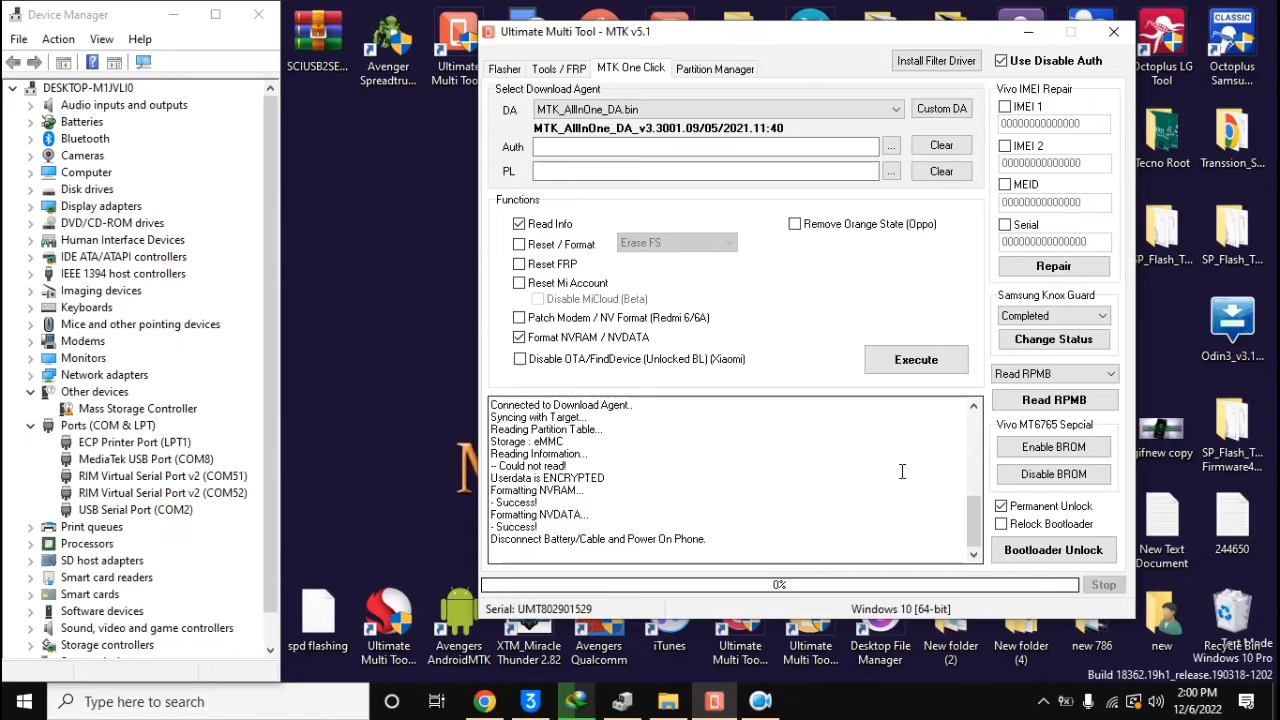 Device Manager
File Action View Help
DESKTOP-M1JVLI0
Audio inputs and outputs
Batteries
Bluetooth
Cameras
Computer
Disk drives
Display adapters
DVD/CD-ROM drives
Human Interface Devices
IDE ATA/ATAPI controllers
IEEE 1394 host controllers
Imaging devices
Keyboards
Mice and other pointing devices
Modems
Monitors
Network adapters
Other devices
Mass Storage Controller
Ports (COM & LPT)
ECP Printer Port (LPT1)
MediaTek USB Port (COM8)
RIM Virtual Serial Port v2 (COM51)
RIM Virtual Serial Port v2 (COM52)
USB Serial Port (COM2)
Print queues
Processors
SD host adapters
Smart card readers
Smart cards
Software devices
Sound, video and game controllers
Storage controllers
SCIUSB2SE...
Avenger
Spreadtru...
Ultimate
Multi Too...
Ultimate Multi Tool - MTK v5.1
Flasher Tools / FRP MTK One Click Partition Manager
Install Filter Driver
Use Disable Auth
Select Download Agent
DA MTK_AllInOne_DA.bin Custom DA
MTK_AllInOne_DA_v3.3001.09/05/2021.11:40
Auth ... Clear
PL ... Clear
Functions
Read Info
Remove Orange State (Oppo)
Reset / Format Erase FS
Reset FRP
Reset Mi Account
Disable MiCloud (Beta)
Patch Modem / NV Format (Redmi 6/6A)
Format NVRAM / NVDATA
Disable OTA/FindDevice (Unlocked BL) (Xiaomi)
Execute
Connected to Download Agent..
Syncing with Target...
Reading Partition Table...
Storage : eMMC
Reading Information...
-- Could not read!
Userdata is ENCRYPTED
Formatting NVRAM...
- Success!
Formatting NVDATA...
- Success!
Disconnect Battery/Cable and Power On Phone.
0%
Stop
Serial: UMT802901529
Windows 10 [64-bit]
Vivo IMEI Repair
IMEI 1
00000000000000
IMEI 2
00000000000000
MEID
00000000000000
Serial
00000000000000
Repair
Samsung Knox Guard
Completed
Change Status
Read RPMB
Read RPMB
Vivo MT6765 Sepcial
Enable BROM
Disable BROM
Permanent Unlock
Relock Bootloader
Bootloader Unlock
Octoplus LG
Tool
CLASSIC
Octoplus
Samsung...
Tecno Root
Transsion_S...
SP_Flash_T...
SP_Flash_T...
Odin3_v3.1...
gifnew copy
SP_Flash_T...
Firmware4...
New Text
Document
244650
spd flashing
Ultimate
Multi Too...
Avengers
AndroidMTK
XTM_Miracle
Thunder 2.82
Avengers
Qualcomm
iTunes
Ultimate
Multi Too...
Ultimate
Multi Too...
Desktop File
Manager
New folder
(2)
New folder
(4)
new 786
new
Recycle Bin
Test Mode
Windows 10 Pro
Build 18362.19h1_release.190318-1202
Type here to search
2:00 PM
12/6/2022